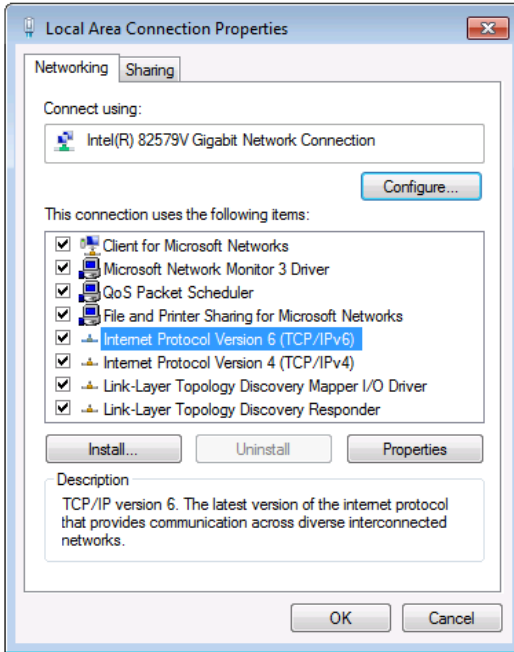 Local Area Connection Properties
Networking
Sharing
Connect using:
Intel(R) 82579V Gigabit Network Connection
Configure...
This connection uses the following items:
Client for Microsoft Networks
Microsoft Network Monitor 3 Driver
QoS Packet Scheduler
File and Printer Sharing for Microsoft Networks
Internet Protocol Version 6 (TCP/IPv6)
Internet Protocol Version 4 (TCP/IPv4)
Link-Layer Topology Discovery Mapper I/O Driver
Link-Layer Topology Discovery Responder
Install...
Uninstall
Properties
Description
TCP/IP version 6. The latest version of the internet protocol
that provides communication across diverse interconnected
networks.
OK
Cancel